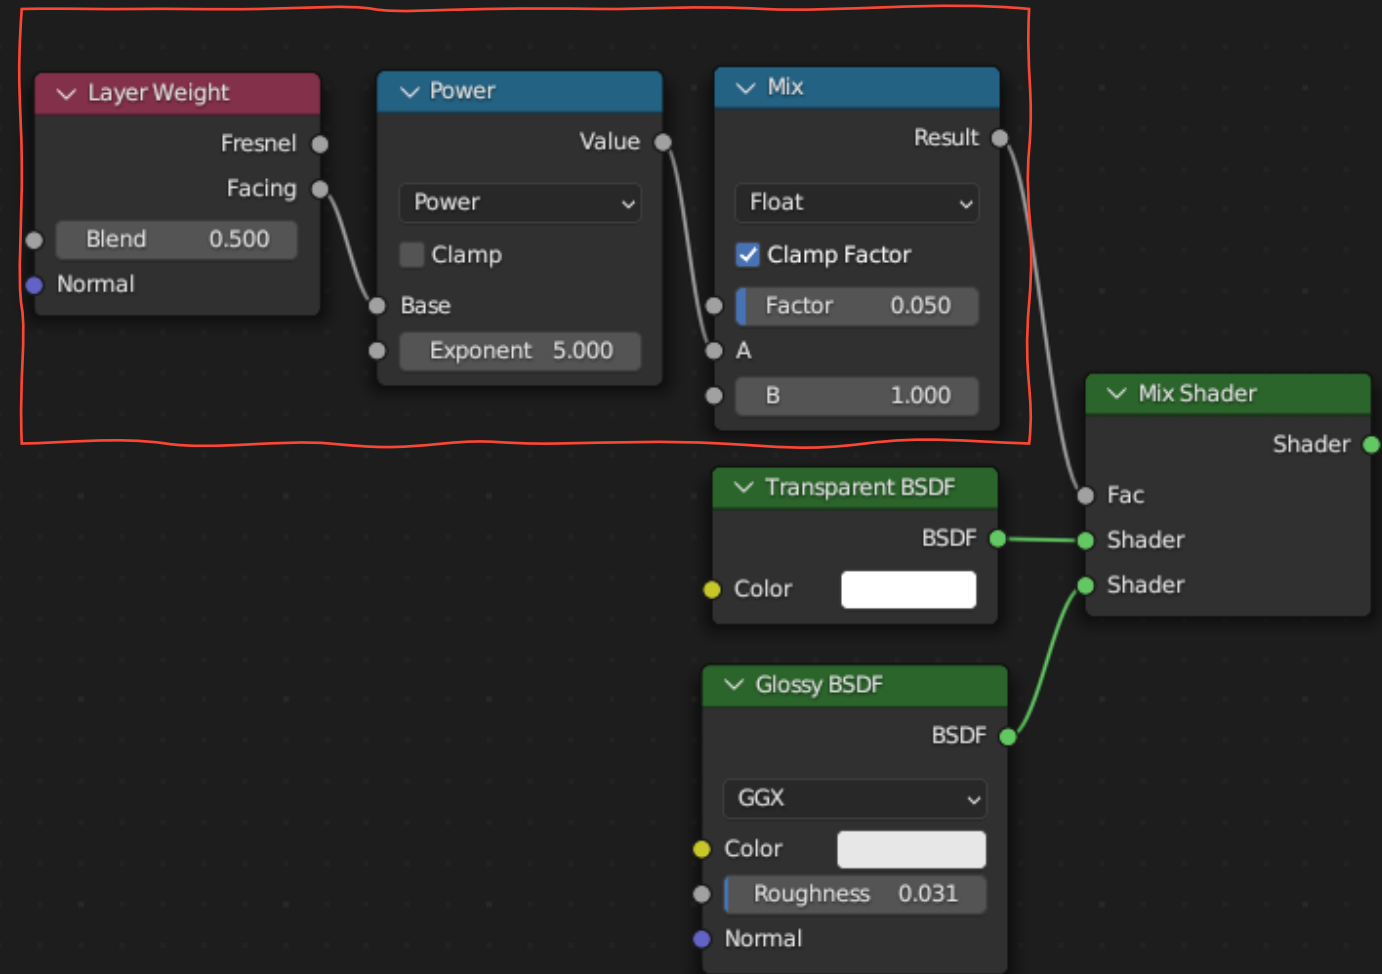 Layer Weight
Fresnel
Facing
Blend 0.500
Normal
Power
Value
Power
Clamp
Base
Exponent 5.000
Mix
Result
Float
Clamp Factor
Factor 0.050
A
B 1.000
Mix Shader
Shader
Fac
Shader
Shader
Transparent BSDF
BSDF
Color
Glossy BSDF
BSDF
GGX
Color
Roughness 0.031
Normal